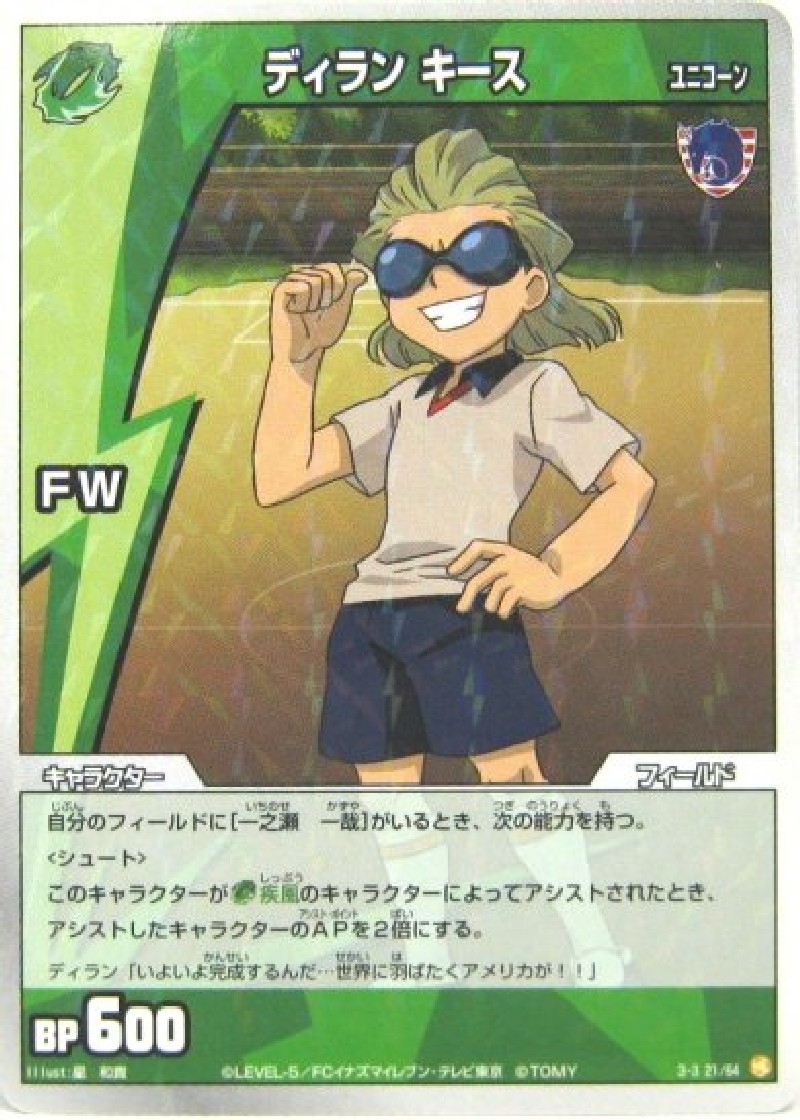 ディラン キース
ユニコーン
FW
キャラクター
フィールド
自分のフィールドに[一之瀬　一哉]がいるとき、次の能力を持つ。
<シュート>
このキャラクターが疾風のキャラクターによってアシストされたとき、
アシストしたキャラクターのAPを2倍にする。
ディラン「いよいよ完成するんだ…世界に羽ばたくアメリカが！！」
BP 600
Illust:星 和
©LEVEL-5／FCイナズマイレブン・テレビ東京 ©TOMY
3-3 21/64